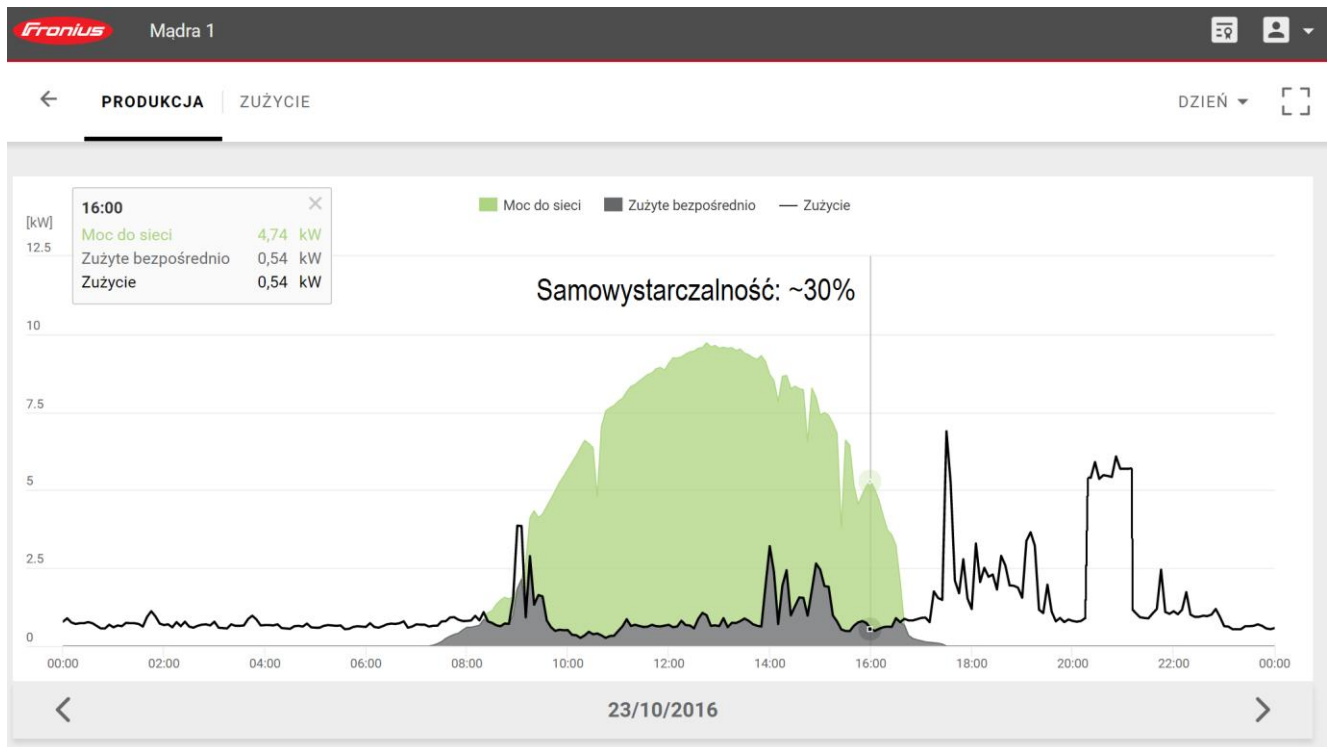 Fronius Mądra 1
PRODUKCJA ZUŻYCIE DZIEŃ
16:00
Moc do sieci 4,74 kW
Zużyte bezpośrednio 0,54 kW
Zużycie 0,54 kW
Moc do sieci Zużyte bezpośrednio Zużycie
[kW]
12.5
Samowystarczalność: ~30%
10
7.5
5
2.5
0
00:00 02:00 04:00 06:00 08:00 10:00 12:00 14:00 16:00 18:00 20:00 22:00 00:00
23/10/2016